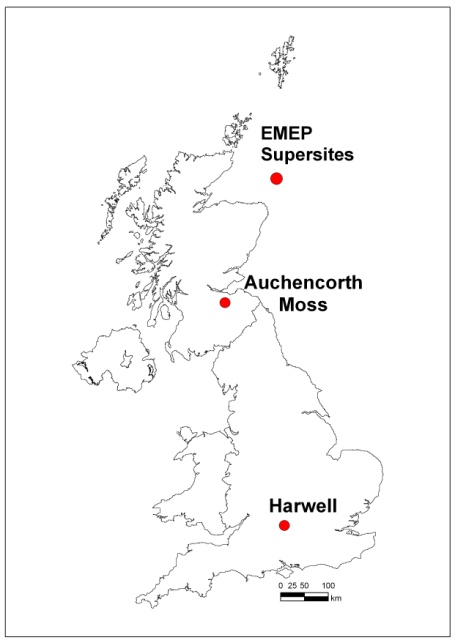 EMEP
Supersites
Auchencorth
Moss
Harwell
0 25 50 100
km